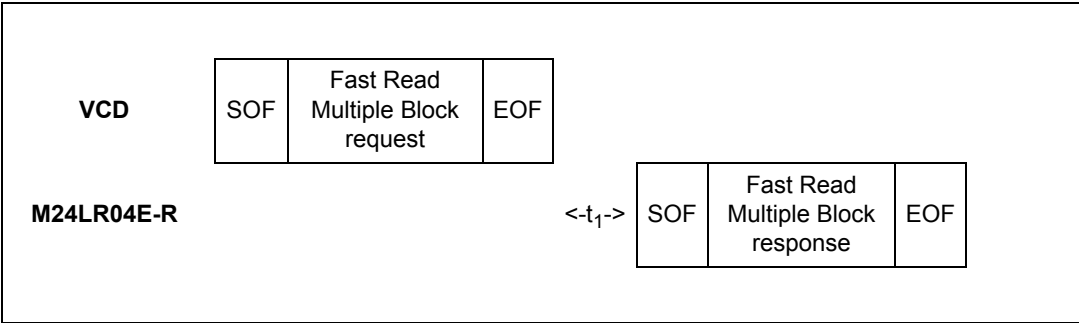 Fast Read
VCD SOF Multiple Block EOF
request
Fast Read
M24LR04E-R <-t1-> SOF Multiple Block EOF
response